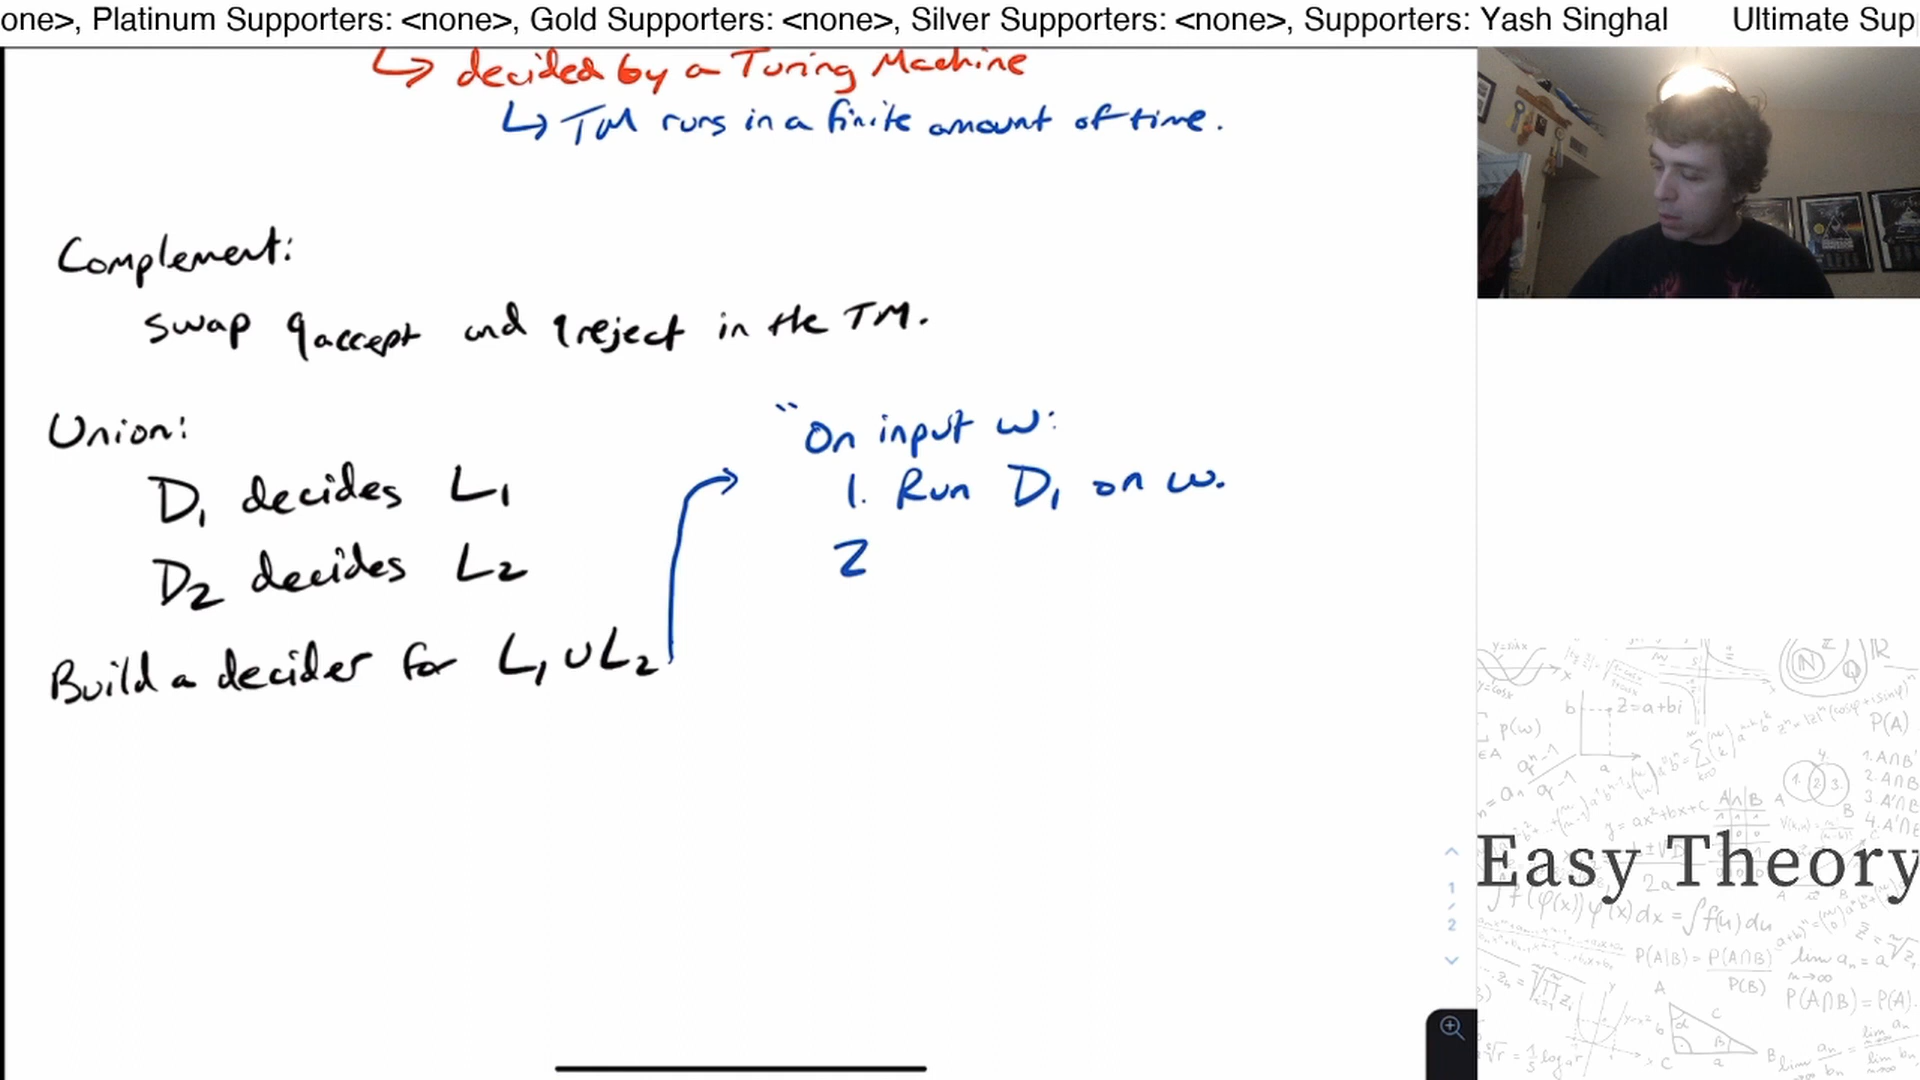 one>, Platinum Supporters: <none>, Gold Supporters: <none>, Silver Supporters: <none>, Supporters: Yash Singhal Ultimate Sup
↳ decided by a Turing Machine
↳ TM runs in a finite amount of time.
Complement:
swap qaccept and qreject in the TM.
Union:
D₁ decides L₁
D₂ decides L₂
Build a decider for L₁∪L₂
"On input w:
1. Run D₁ on w.
2
1
2
Easy Theory